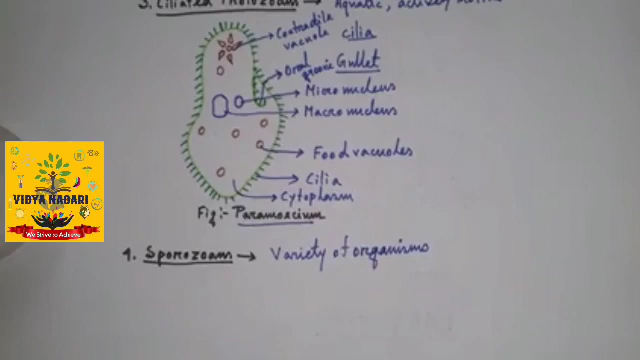 3. Ciliated Protozoans → Aquatic, actively
Contractile
vacuole
cilia
Oral
groove
Gullet
Micro nucleus
Macro nucleus
Food vacuoles
Cilia
Cytoplasm
Fig:- Paramoecium
VIDYA NAGARI
We Strive to Achieve
4. Sporozoans → Variety of organisms